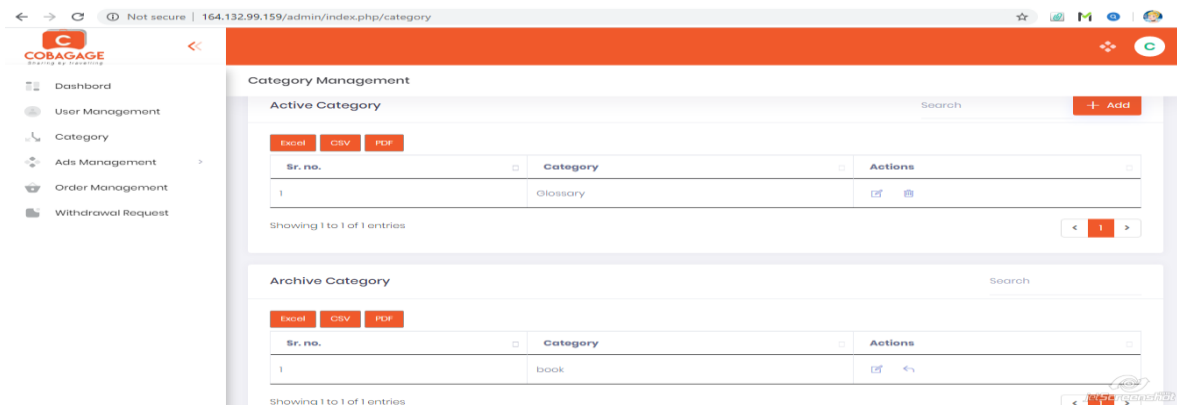 Not secure | 164.132.99.159/admin/index.php/category
C
COBAGAGE
Sharing by travelling
C
Category Management
Dashbord
User Management
Category
Ads Management
Order Management
Withdrawal Request
Active Category Search + Add
Excel CSV PDF
Sr. no. Category Actions
1 Glossary
Showing 1 to 1 of 1 entries
< 1 >
Archive Category Search
Excel CSV PDF
Sr. no. Category Actions
1 book
Showing 1 to 1 of 1 entries
< 1 >
JetScreenshot